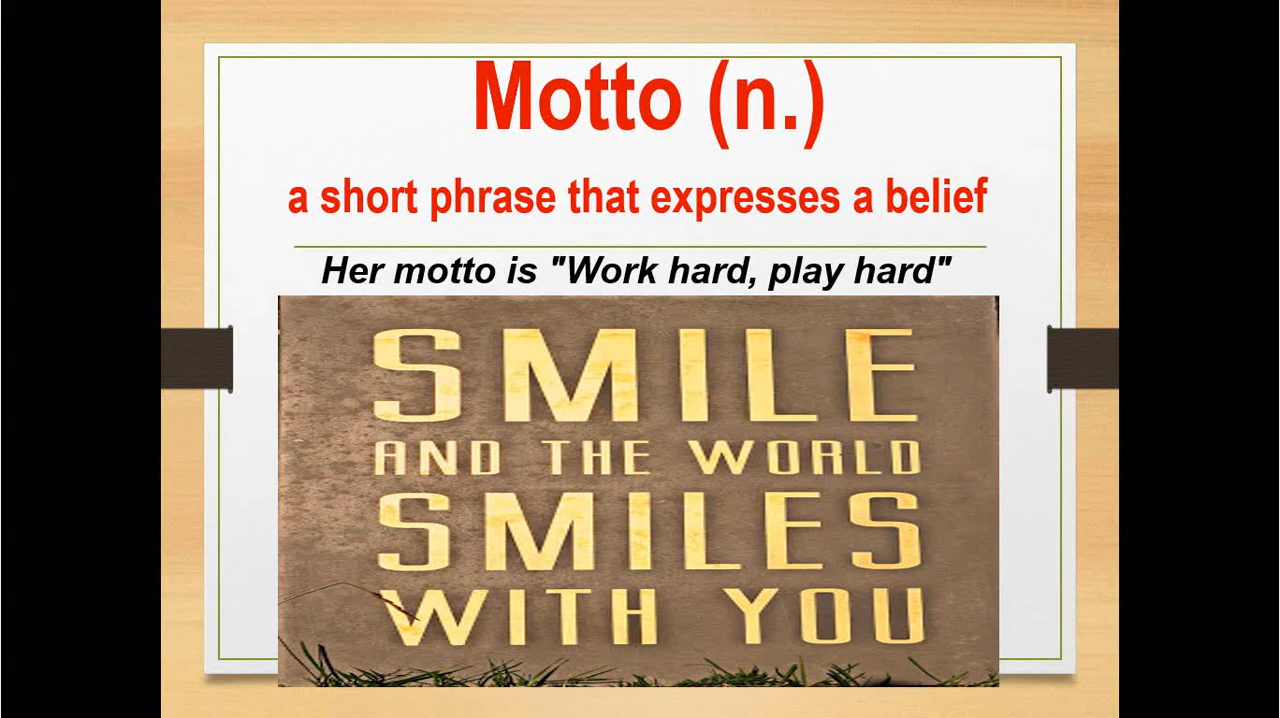 Motto (n.)
a short phrase that expresses a belief
Her motto is "Work hard, play hard"
SMILE
AND THE WORLD
SMILES
WITH YOU